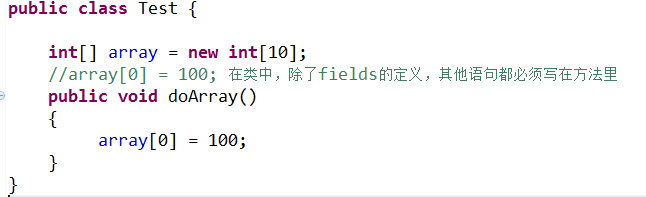 public class Test {
int[] array = new int[10];
//array[0] = 100; 在类中，除了fields的定义，其他语句都必须写在方法里
public void doArray()
{
array[0] = 100;
}
}